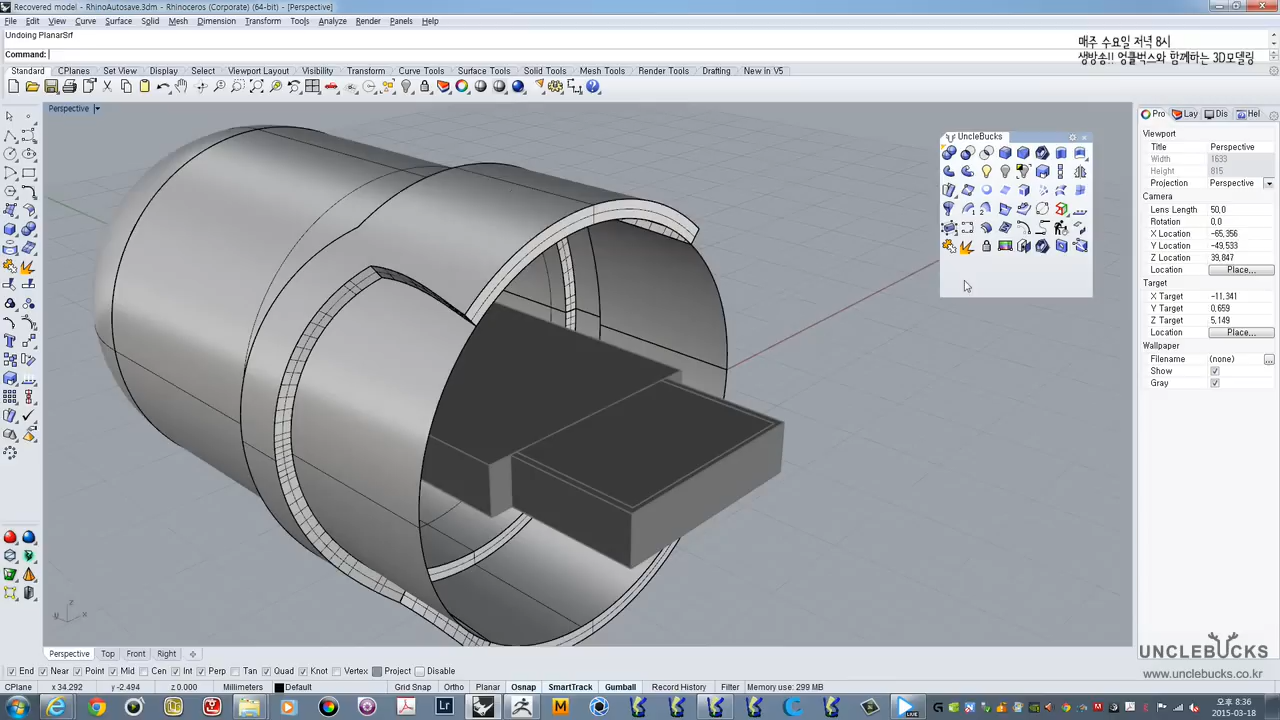 Recovered model - RhinoAutosave.3dm - Rhinoceros (Corporate) (64-bit) - [Perspective]
File Edit View Curve Surface Solid Mesh Dimension Transform Tools Analyze Render Panels Help
Undoing PlanarSrf
Command:
매주 수요일 저녁 8시
생방송!! 엉클벅스와 함께하는 3D모델링
Standard CPlanes Set View Display Select Viewport Layout Visibility Transform Curve Tools Surface Tools Solid Tools Mesh Tools Render Tools Drafting New in V5
Perspective
UncleBucks
Pro Lay Dis Hel
Viewport
Title Perspective
Width 1633
Height 815
Projection Perspective
Camera
Lens Length 50,0
Rotation 0,0
X Location -65,356
Y Location -49,533
Z Location 39,847
Location Place...
Target
X Target -11,341
Y Target 0,659
Z Target 5,149
Location Place...
Wallpaper
Filename (none) ...
Show
Gray
z
x
Perspective Top Front Right
End Near Point Mid Cen Int Perp Tan Quad Knot Vertex Project Disable
CPlane x 34.292 y -2.494 z 0.000 Millimeters Default Grid Snap Ortho Planar Osnap SmartTrack Gumball Record History Filter Memory use: 299 MB
UNCLEBUCKS
www.unclebucks.co.kr
Lr M LIVE
오후 8:36
2015-03-18